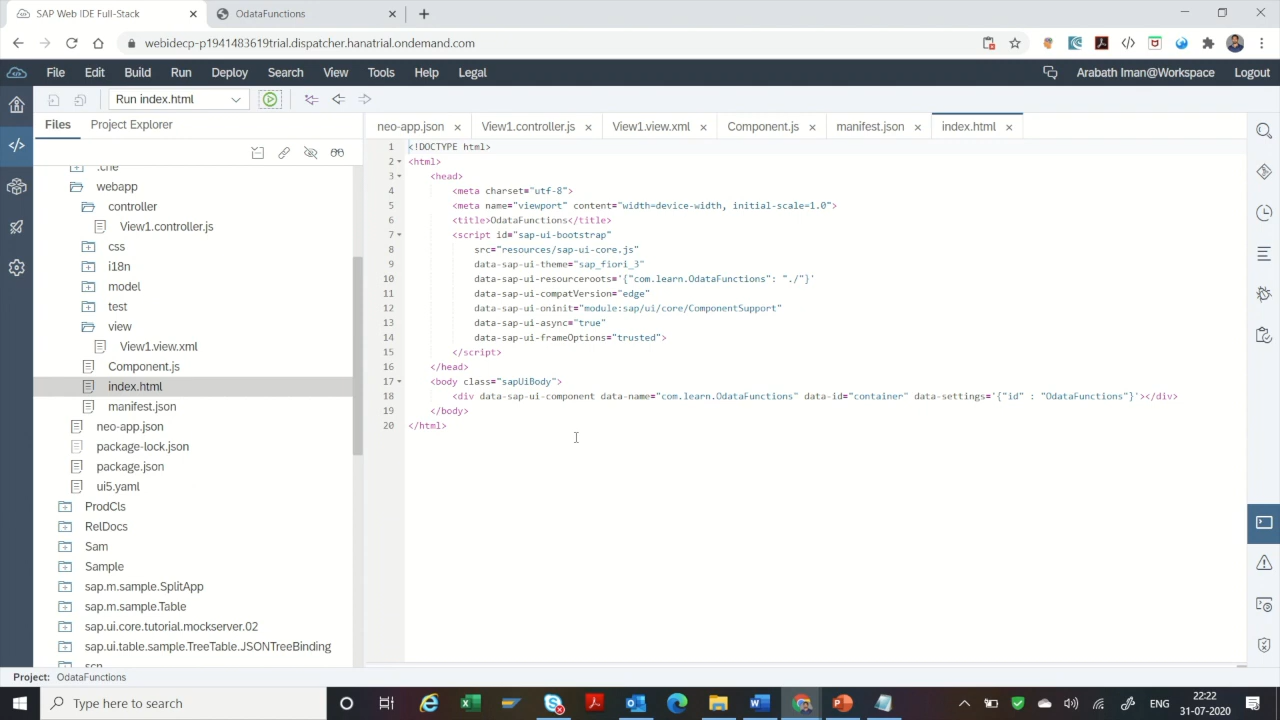 SAP Web IDE Full-Stack
OdataFunctions
webidecp-p1941483619trial.dispatcher.hanatrial.ondemand.com
File Edit Build Run Deploy Search View Tools Help Legal
Arabath Iman@Workspace Logout
Run index.html
Files Project Explorer
neo-app.json View1.controller.js View1.view.xml Component.js manifest.json index.html
.che
webapp
controller
View1.controller.js
css
i18n
model
test
view
View1.view.xml
Component.js
index.html
manifest.json
neo-app.json
package-lock.json
package.json
ui5.yaml
ProdCls
RelDocs
Sam
Sample
sap.m.sample.SplitApp
sap.m.sample.Table
sap.ui.core.tutorial.mockserver.02
sap.ui.table.sample.TreeTable.JSONTreeBinding
scn
1 <!DOCTYPE html>
2 <html>
3 <head>
4 <meta charset="utf-8">
5 <meta name="viewport" content="width=device-width, initial-scale=1.0">
6 <title>OdataFunctions</title>
7 <script id="sap-ui-bootstrap"
8 src="resources/sap-ui-core.js"
9 data-sap-ui-theme="sap_fiori_3"
10 data-sap-ui-resourceroots='{"com.learn.OdataFunctions": "./"}'
11 data-sap-ui-compatVersion="edge"
12 data-sap-ui-oninit="module:sap/ui/core/ComponentSupport"
13 data-sap-ui-async="true"
14 data-sap-ui-frameOptions="trusted">
15 </script>
16 </head>
17 <body class="sapUiBody">
18 <div data-sap-ui-component data-name="com.learn.OdataFunctions" data-id="container" data-settings='{"id" : "OdataFunctions"}'></div>
19 </body>
20 </html>
Project: OdataFunctions
Type here to search
ENG
22:22
31-07-2020